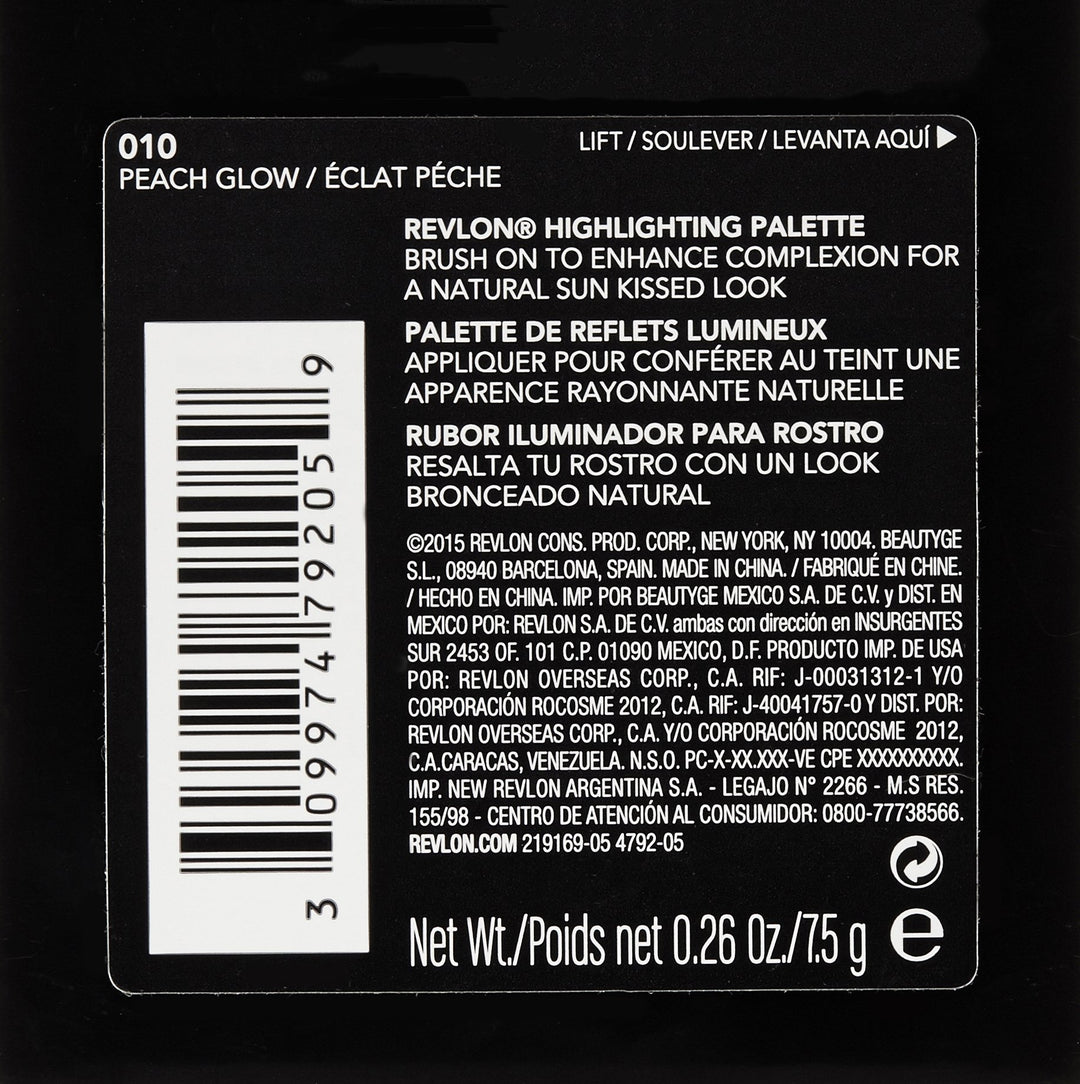 010
PEACH GLOW / ÉCLAT PÉCHE
LIFT / SOULEVER / LEVANTA AQUÍ
REVLON® HIGHLIGHTING PALETTE
BRUSH ON TO ENHANCE COMPLEXION FOR
A NATURAL SUN KISSED LOOK
PALETTE DE REFLETS LUMINEUX
APPLIQUER POUR CONFÉRER AU TEINT UNE
APPARENCE RAYONNANTE NATURELLE
RUBOR ILUMINADOR PARA ROSTRO
RESALTA TU ROSTRO CON UN LOOK
BRONCEADO NATURAL
©2015 REVLON CONS. PROD. CORP., NEW YORK, NY 10004. BEAUTYGE
S.L., 08940 BARCELONA, SPAIN. MADE IN CHINA. / FABRIQUÉ EN CHINE.
/ HECHO EN CHINA. IMP. POR BEAUTYGE MEXICO S.A. DE C.V. y DIST. EN
MEXICO POR: REVLON S.A. DE C.V. ambas con dirección en INSURGENTES
SUR 2453 OF. 101 C.P. 01090 MEXICO, D.F. PRODUCTO IMP. DE USA
POR: REVLON OVERSEAS CORP., C.A. RIF: J-00031312-1 Y/O
CORPORACIÓN ROCOSME 2012, C.A. RIF: J-40041757-0 Y DIST. POR:
REVLON OVERSEAS CORP., C.A. Y/O CORPORACIÓN ROCOSME 2012,
C.A.CARACAS, VENEZUELA. N.S.O. PC-X-XX.XXX-VE CPE XXXXXXXXXX.
IMP. NEW REVLON ARGENTINA S.A. - LEGAJO N° 2266 - M.S RES.
155/98 - CENTRO DE ATENCIÓN AL CONSUMIDOR: 0800-77738566.
REVLON.COM 219169-05 4792-05
Net Wt./Poids net 0.26 Oz./7.5 g e
3 09974 79205 9